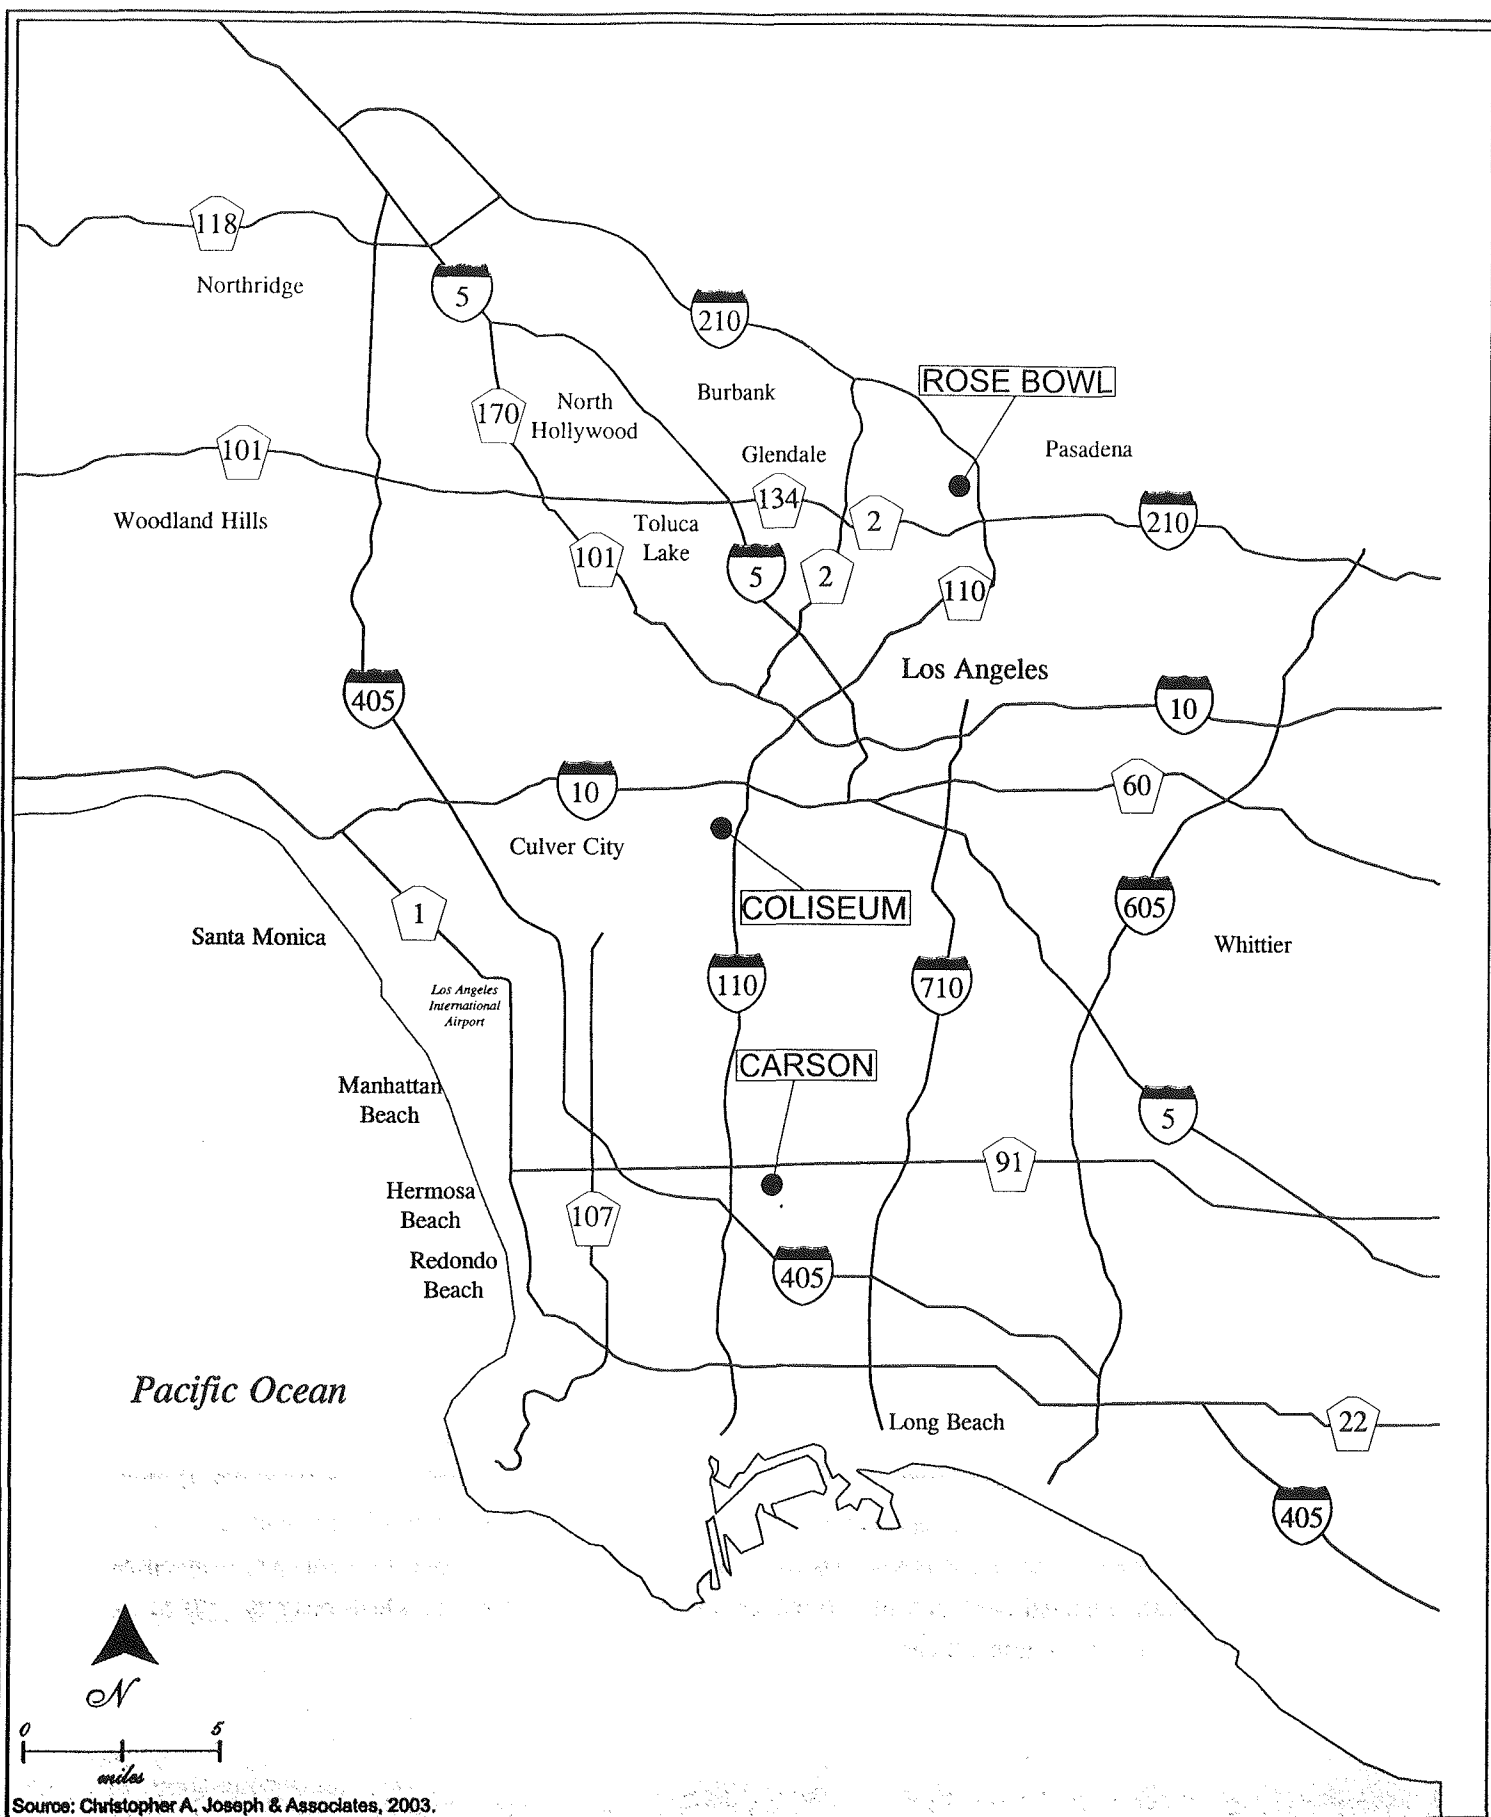 118
Northridge
5
210
ROSE BOWL
170
North
Hollywood
Burbank
101
Glendale
Pasadena
134
2
210
Woodland Hills
Toluca
Lake
101
5
2
110
Los Angeles
405
10
10
60
Culver City
COLISEUM
605
1
Santa Monica
Whittier
Los Angeles
International
Airport
110
710
CARSON
Manhattan
Beach
5
91
Hermosa
Beach
107
Redondo
Beach
405
Pacific Ocean
Long Beach
22
405
N
0 5
miles
Source: Christopher A. Joseph & Associates, 2003.